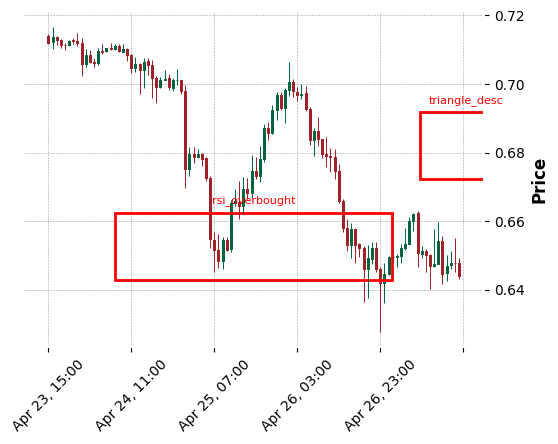 0.72
triangle_desc
0.70
0.68
Price
rsi_overbought
0.66
0.64
Apr 23, 15:00
Apr 24, 11:00
Apr 25, 07:00
Apr 26, 03:00
Apr 26, 23:00